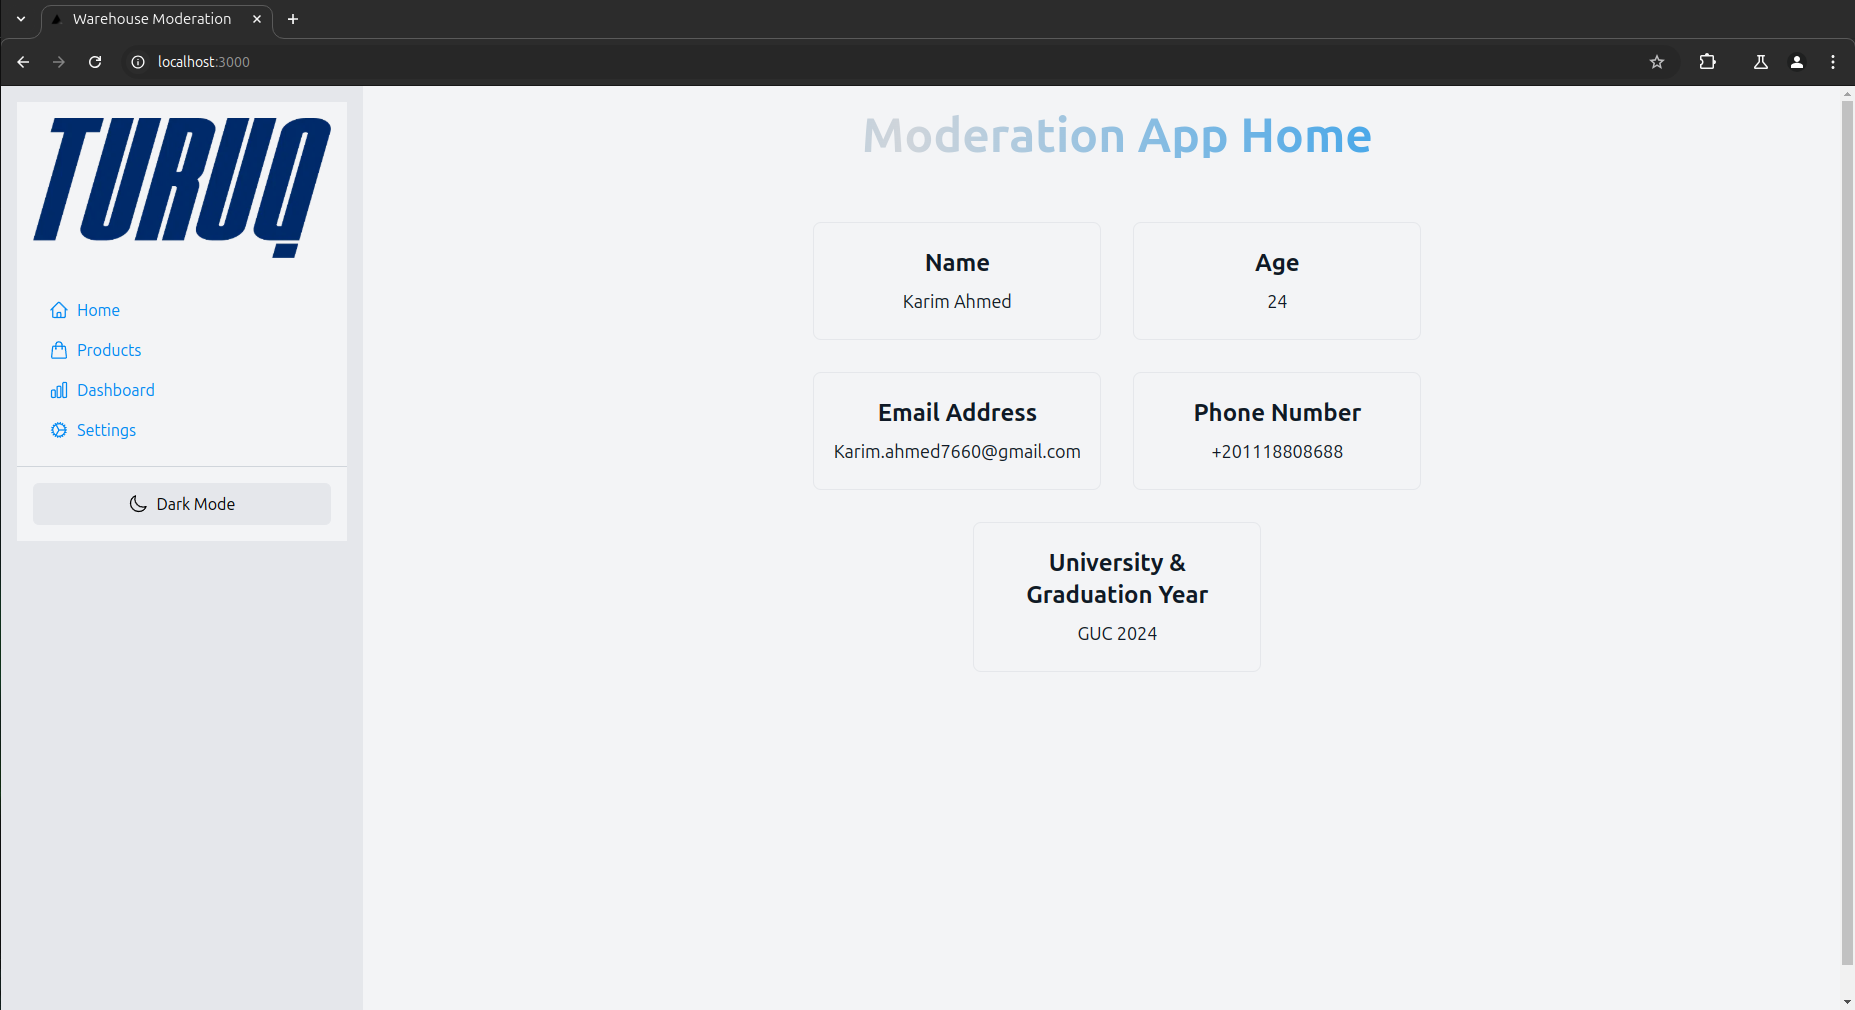 Warehouse Moderation
localhost:3000
TURUQ
Home
Products
Dashboard
Settings
Dark Mode
Moderation App Home
Name
Karim Ahmed
Age
24
Email Address
Karim.ahmed7660@gmail.com
Phone Number
+201118808688
University &
Graduation Year
GUC 2024